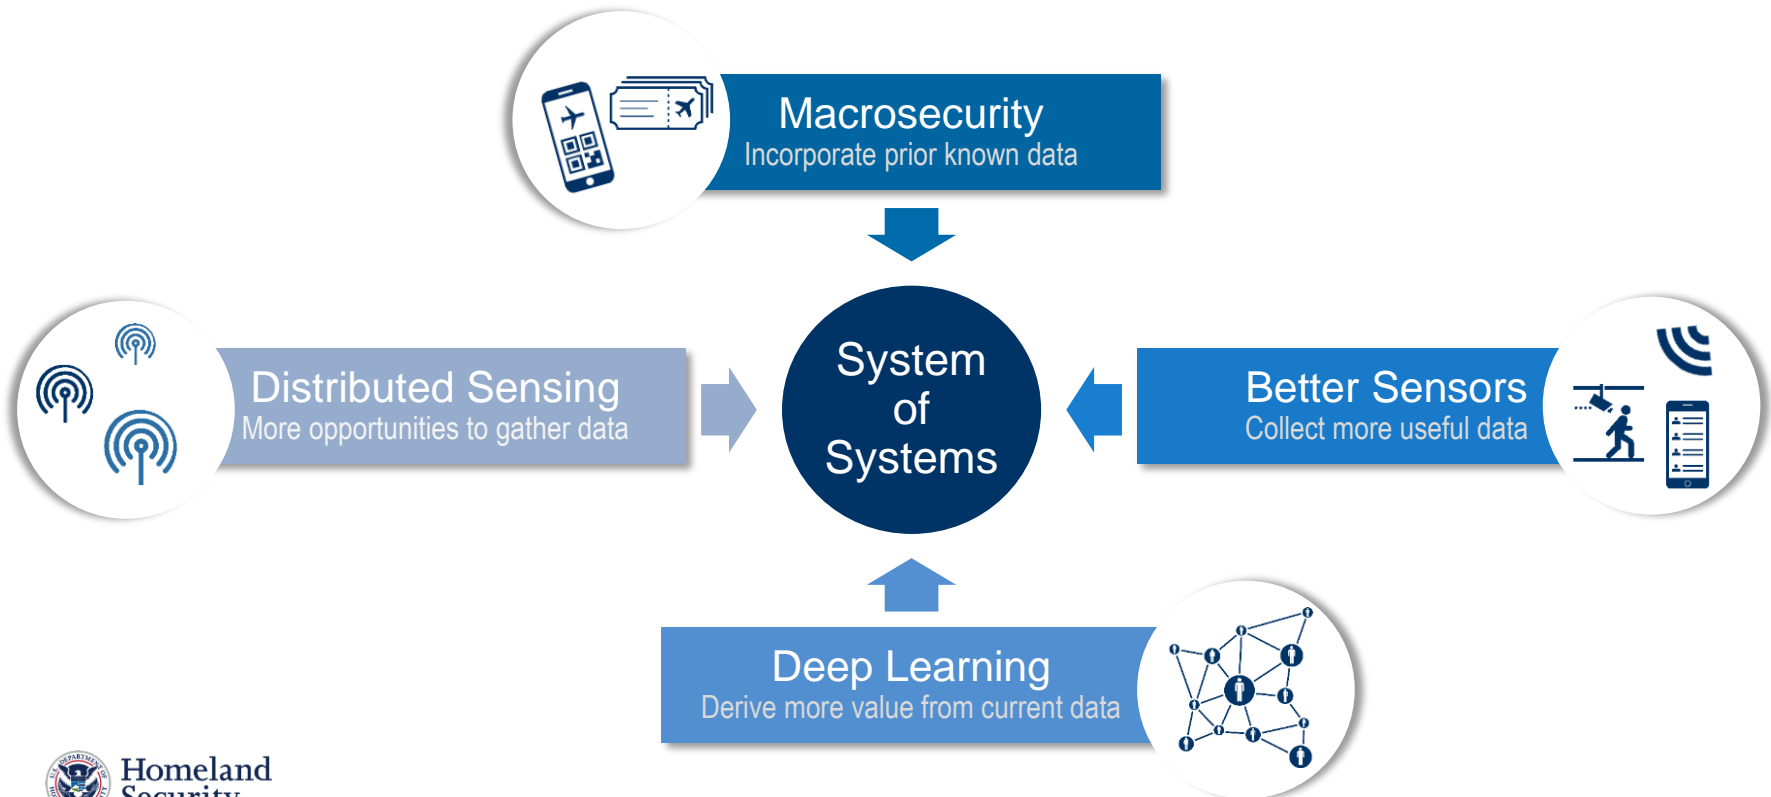 Macrosecurity
Incorporate prior known data
Distributed Sensing
More opportunities to gather data
System
of
Systems
Better Sensors
Collect more useful data
Deep Learning
Derive more value from current data
Homeland
Security